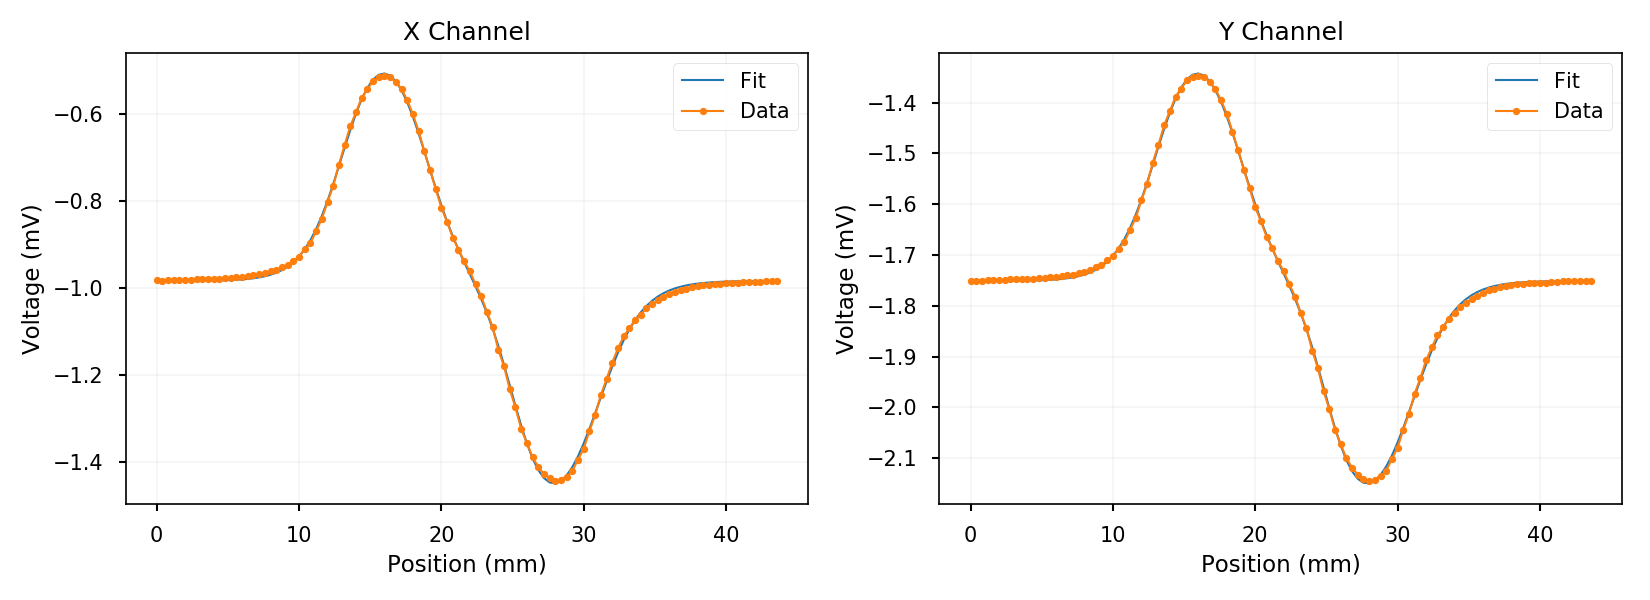 X Channel
Fit
Data
−0.6
−0.8
−1.0
−1.2
−1.4
Voltage (mV)
0
10
20
30
40
Position (mm)
Y Channel
Fit
Data
−1.4
−1.5
−1.6
−1.7
−1.8
−1.9
−2.0
−2.1
Voltage (mV)
0
10
20
30
40
Position (mm)